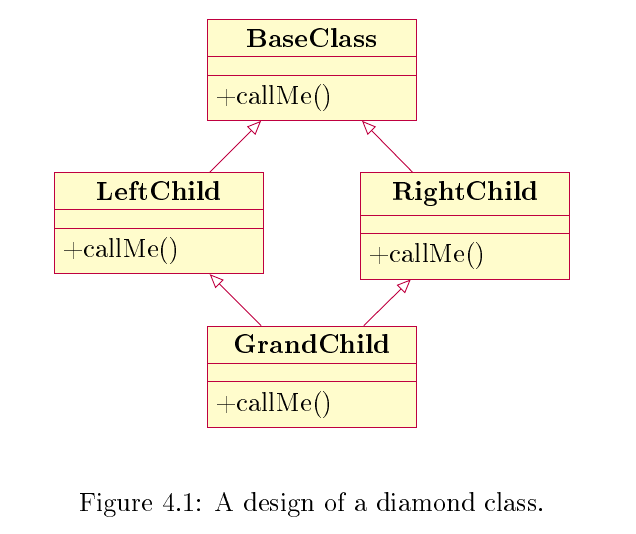 BaseClass
+callMe()
LeftChild
RightChild
+callMe()
+callMe()
GrandChild
+callMe()
Figure 4.1: A design of a diamond class.